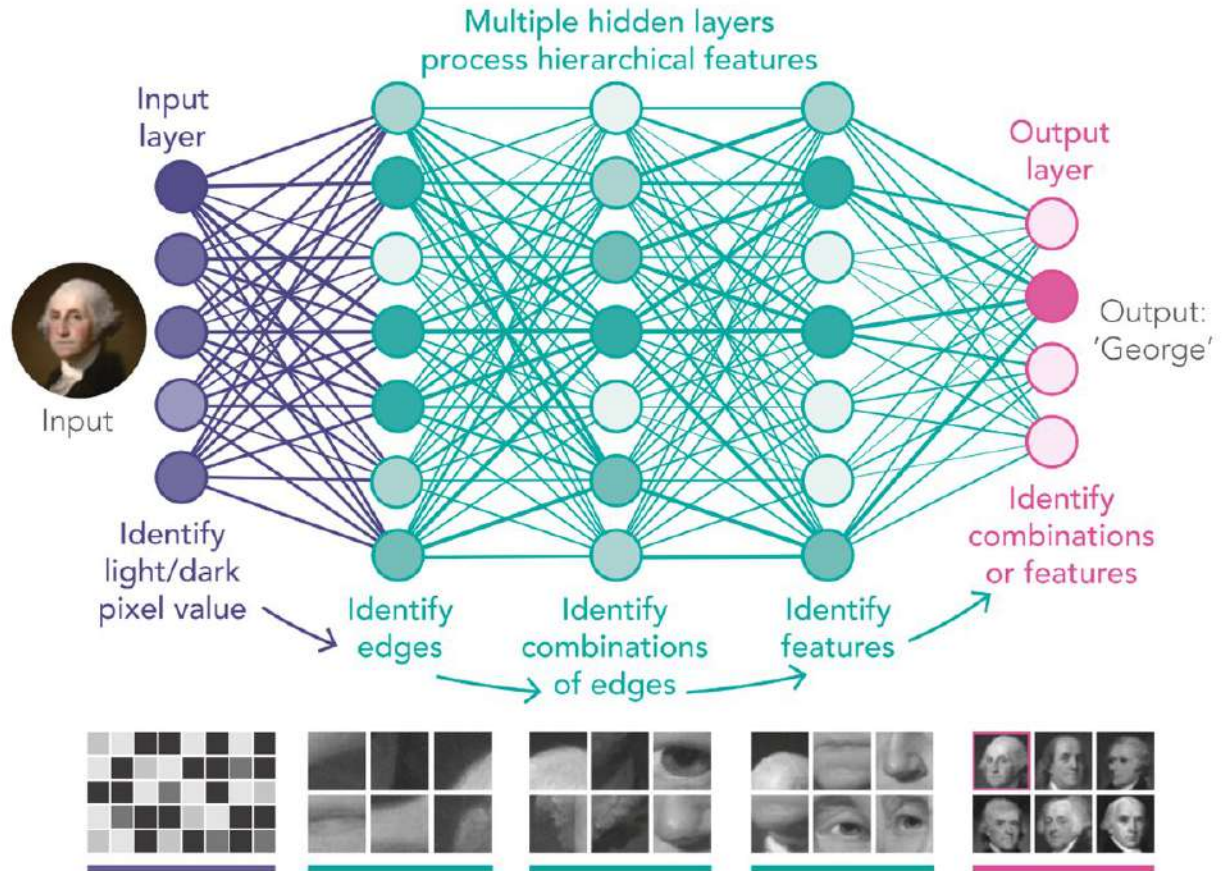 Multiple hidden layers
process hierarchical features
Input
layer
Output
layer
Input
Output:
'George'
Identify
light/dark
pixel value
Identify
edges
Identify
combinations
of edges
Identify
features
Identify
combinations
or features